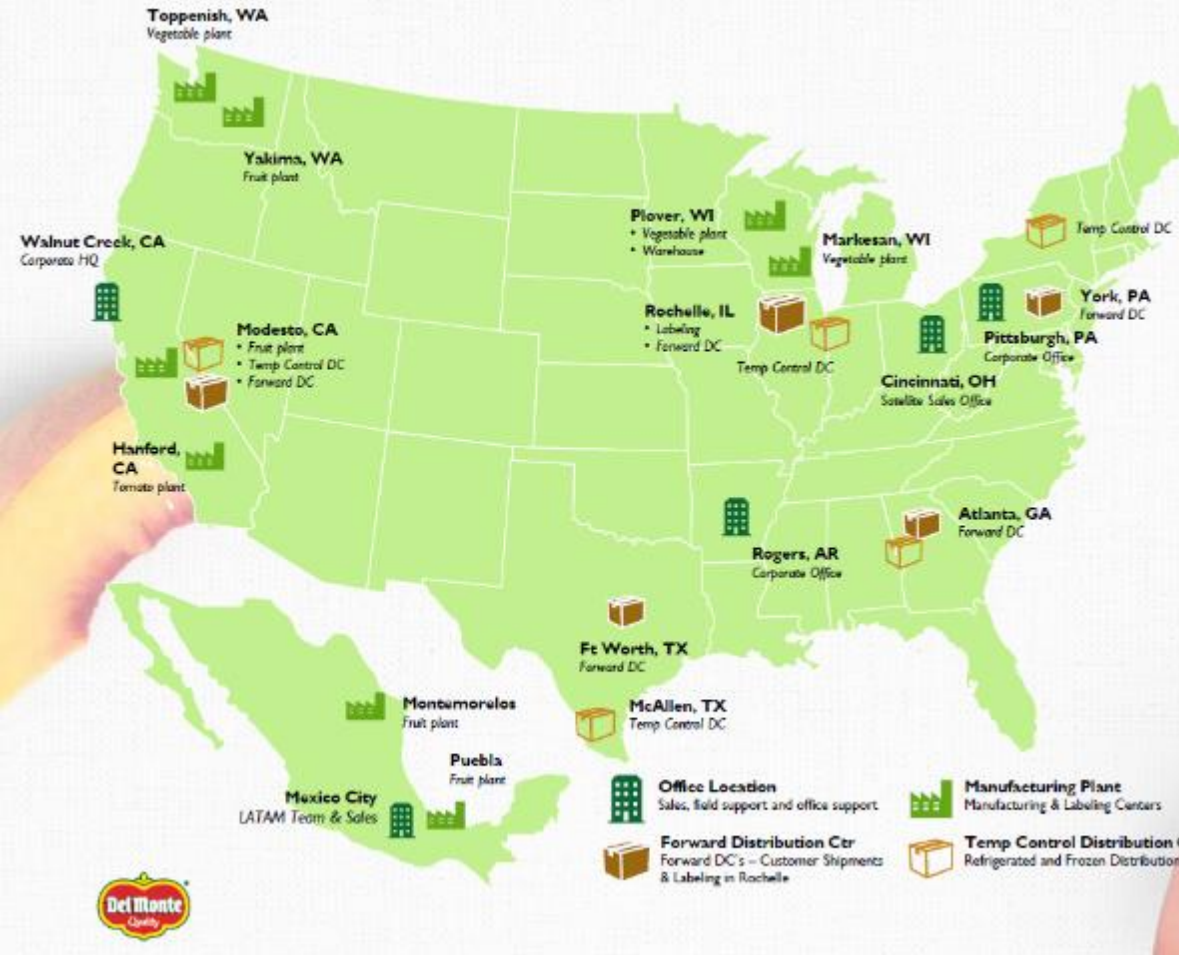 Toppenish, WA
Vegetable plant
Yakima, WA
Fruit plant
Walnut Creek, CA
Corporate HQ
Modesto, CA
• Fruit plant
• Temp Control DC
• Forward DC
Hanford,
CA
Tomato plant
Plover, WI
• Vegetable plant
• Warehouse
Markesan, WI
Vegetable plant
Rochelle, IL
• Labeling
• Forward DC
Temp Control DC
Temp Control DC
York, PA
Forward DC
Pittsburgh, PA
Corporate Office
Cincinnati, OH
Satellite Sales Office
Atlanta, GA
Forward DC
Rogers, AR
Corporate Office
Ft Worth, TX
Forward DC
McAllen, TX
Temp Control DC
Montemorelos
Fruit plant
Puebla
Fruit plant
Mexico City
LATAM Team & Sales
Office Location
Sales, field support and office support
Manufacturing Plant
Manufacturing & Labeling Centers
Forward Distribution Ctr
Forward DC's – Customer Shipments
& Labeling in Rochelle
Temp Control Distribution
Refrigerated and Frozen Distribution
Del Monte
Quality